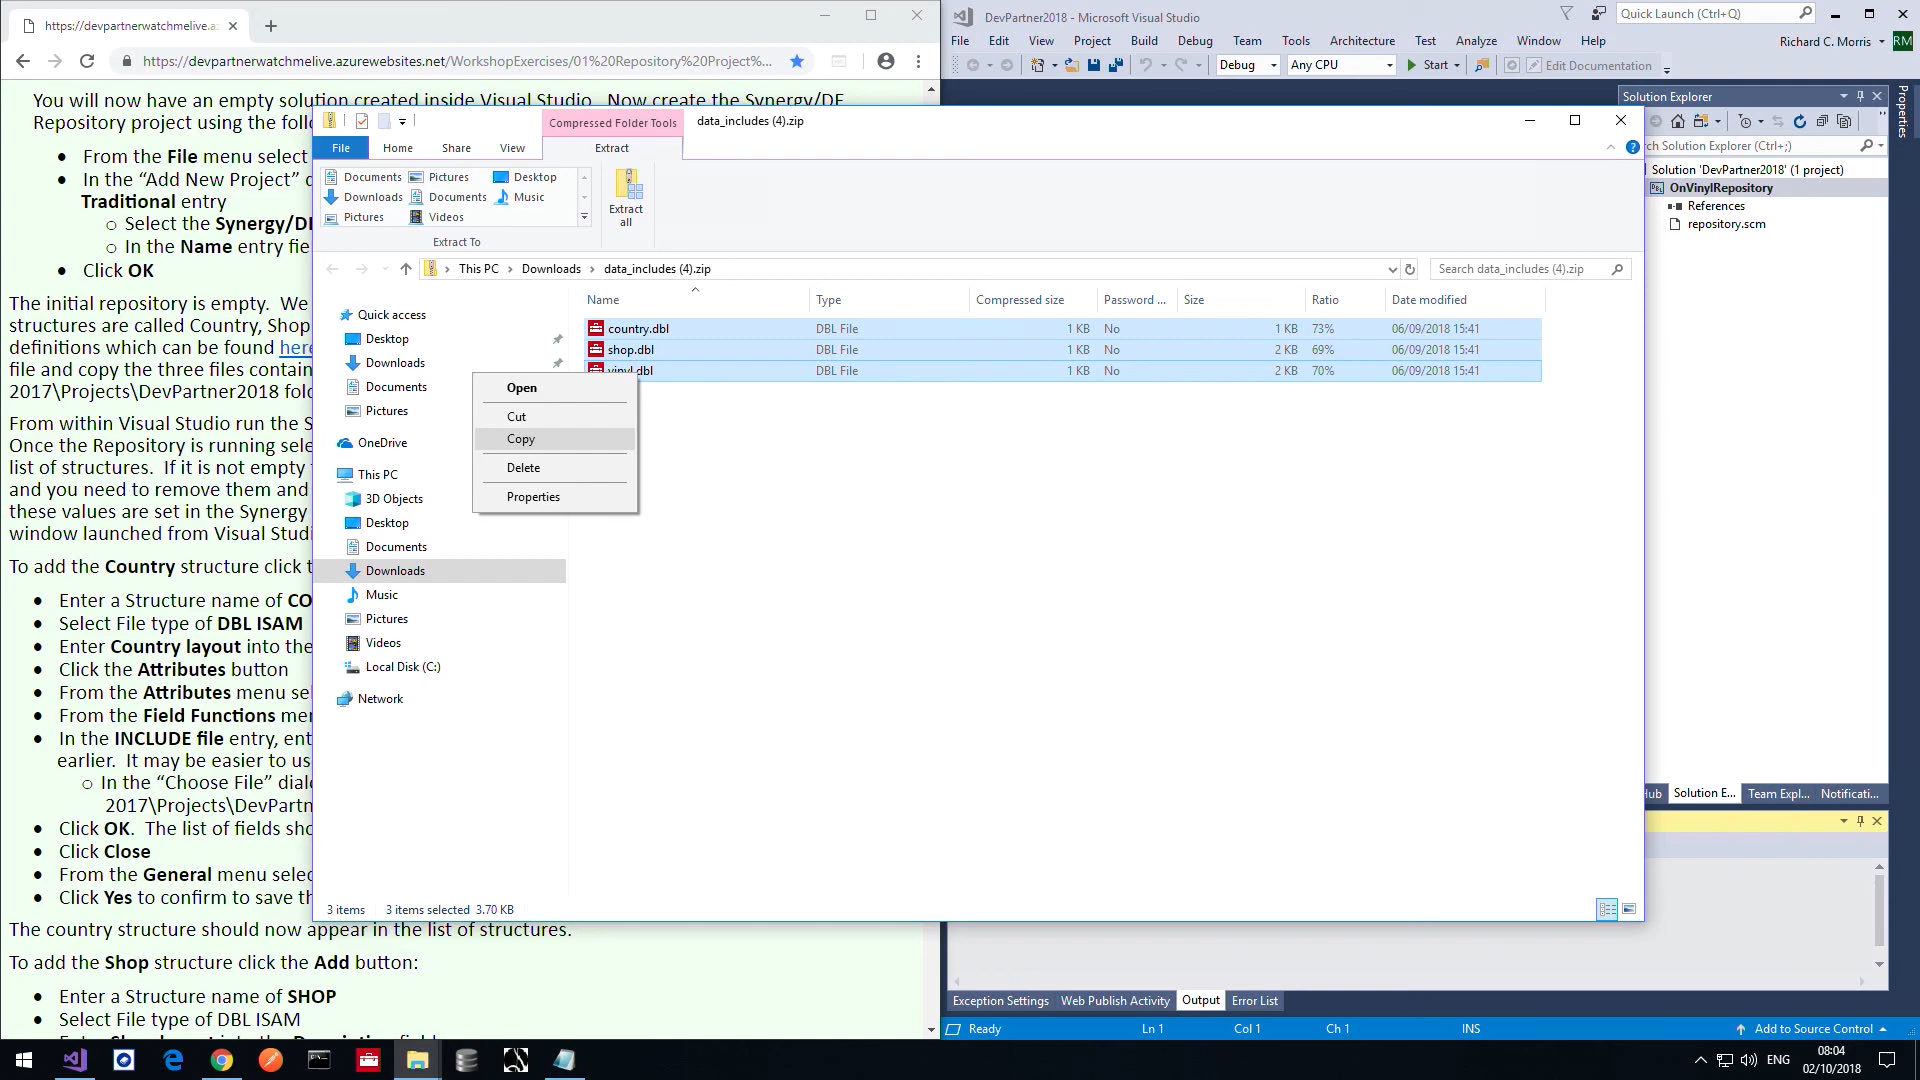 https://devpartnerwatchmelive.az
https://devpartnerwatchmelive.azurewebsites.net/WorkshopExercises/01%20Repository%20Project%...
You will now have an empty solution created inside Visual Studio. Now create the Synergy/DE
Repository project using the foll
From the File menu select
In the “Add New Project” d
Traditional entry
Select the Synergy/DE
In the Name entry fie
Click OK
The initial repository is empty. We
structures are called Country, Shop
definitions which can be found here
file and copy the three files contain
2017\Projects\DevPartner2018 fold
From within Visual Studio run the S
Once the Repository is running sele
list of structures. If it is not empty
and you need to remove them and
these values are set in the Synergy
window launched from Visual Studi
To add the Country structure click t
Enter a Structure name of CO
Select File type of DBL ISAM
Enter Country layout into the
Click the Attributes button
From the Attributes menu sel
From the Field Functions men
In the INCLUDE file entry, ent
earlier. It may be easier to us
In the “Choose File” dialo
2017\Projects\DevPartn
Click OK. The list of fields sho
Click Close
From the General menu selec
Click Yes to confirm to save th
The country structure should now appear in the list of structures.
To add the Shop structure click the Add button:
Enter a Structure name of SHOP
Select File type of DBL ISAM
Compressed Folder Tools
data_includes (4).zip
File Home Share View Extract
Documents Pictures Desktop
Downloads Documents Music
Pictures Videos
Extract To
Extract all
This PC Downloads data_includes (4).zip
Search data_includes (4).zip
Quick access
Desktop
Downloads
Documents
Pictures
OneDrive
This PC
3D Objects
Desktop
Documents
Downloads
Music
Pictures
Videos
Local Disk (C:)
Network
Name Type Compressed size Password ... Size Ratio Date modified
country.dbl DBL File 1 KB No 1 KB 73% 06/09/2018 15:41
shop.dbl DBL File 1 KB No 2 KB 69% 06/09/2018 15:41
vinyl.dbl DBL File 1 KB No 2 KB 70% 06/09/2018 15:41
Open
Cut
Copy
Delete
Properties
3 items 3 items selected 3.70 KB
DevPartner2018 - Microsoft Visual Studio
Quick Launch (Ctrl+Q)
File Edit View Project Build Debug Team Tools Architecture Test Analyze Window Help
Richard C. Morris RM
Debug Any CPU Start Edit Documentation
Solution Explorer
Properties
rch Solution Explorer (Ctrl+;)
Solution 'DevPartner2018' (1 project)
OnVinylRepository
References
repository.scm
Hub Solution E... Team Expl... Notificati...
Exception Settings Web Publish Activity Output Error List
Ready Ln 1 Col 1 Ch 1 INS Add to Source Control
ENG
08:04
02/10/2018